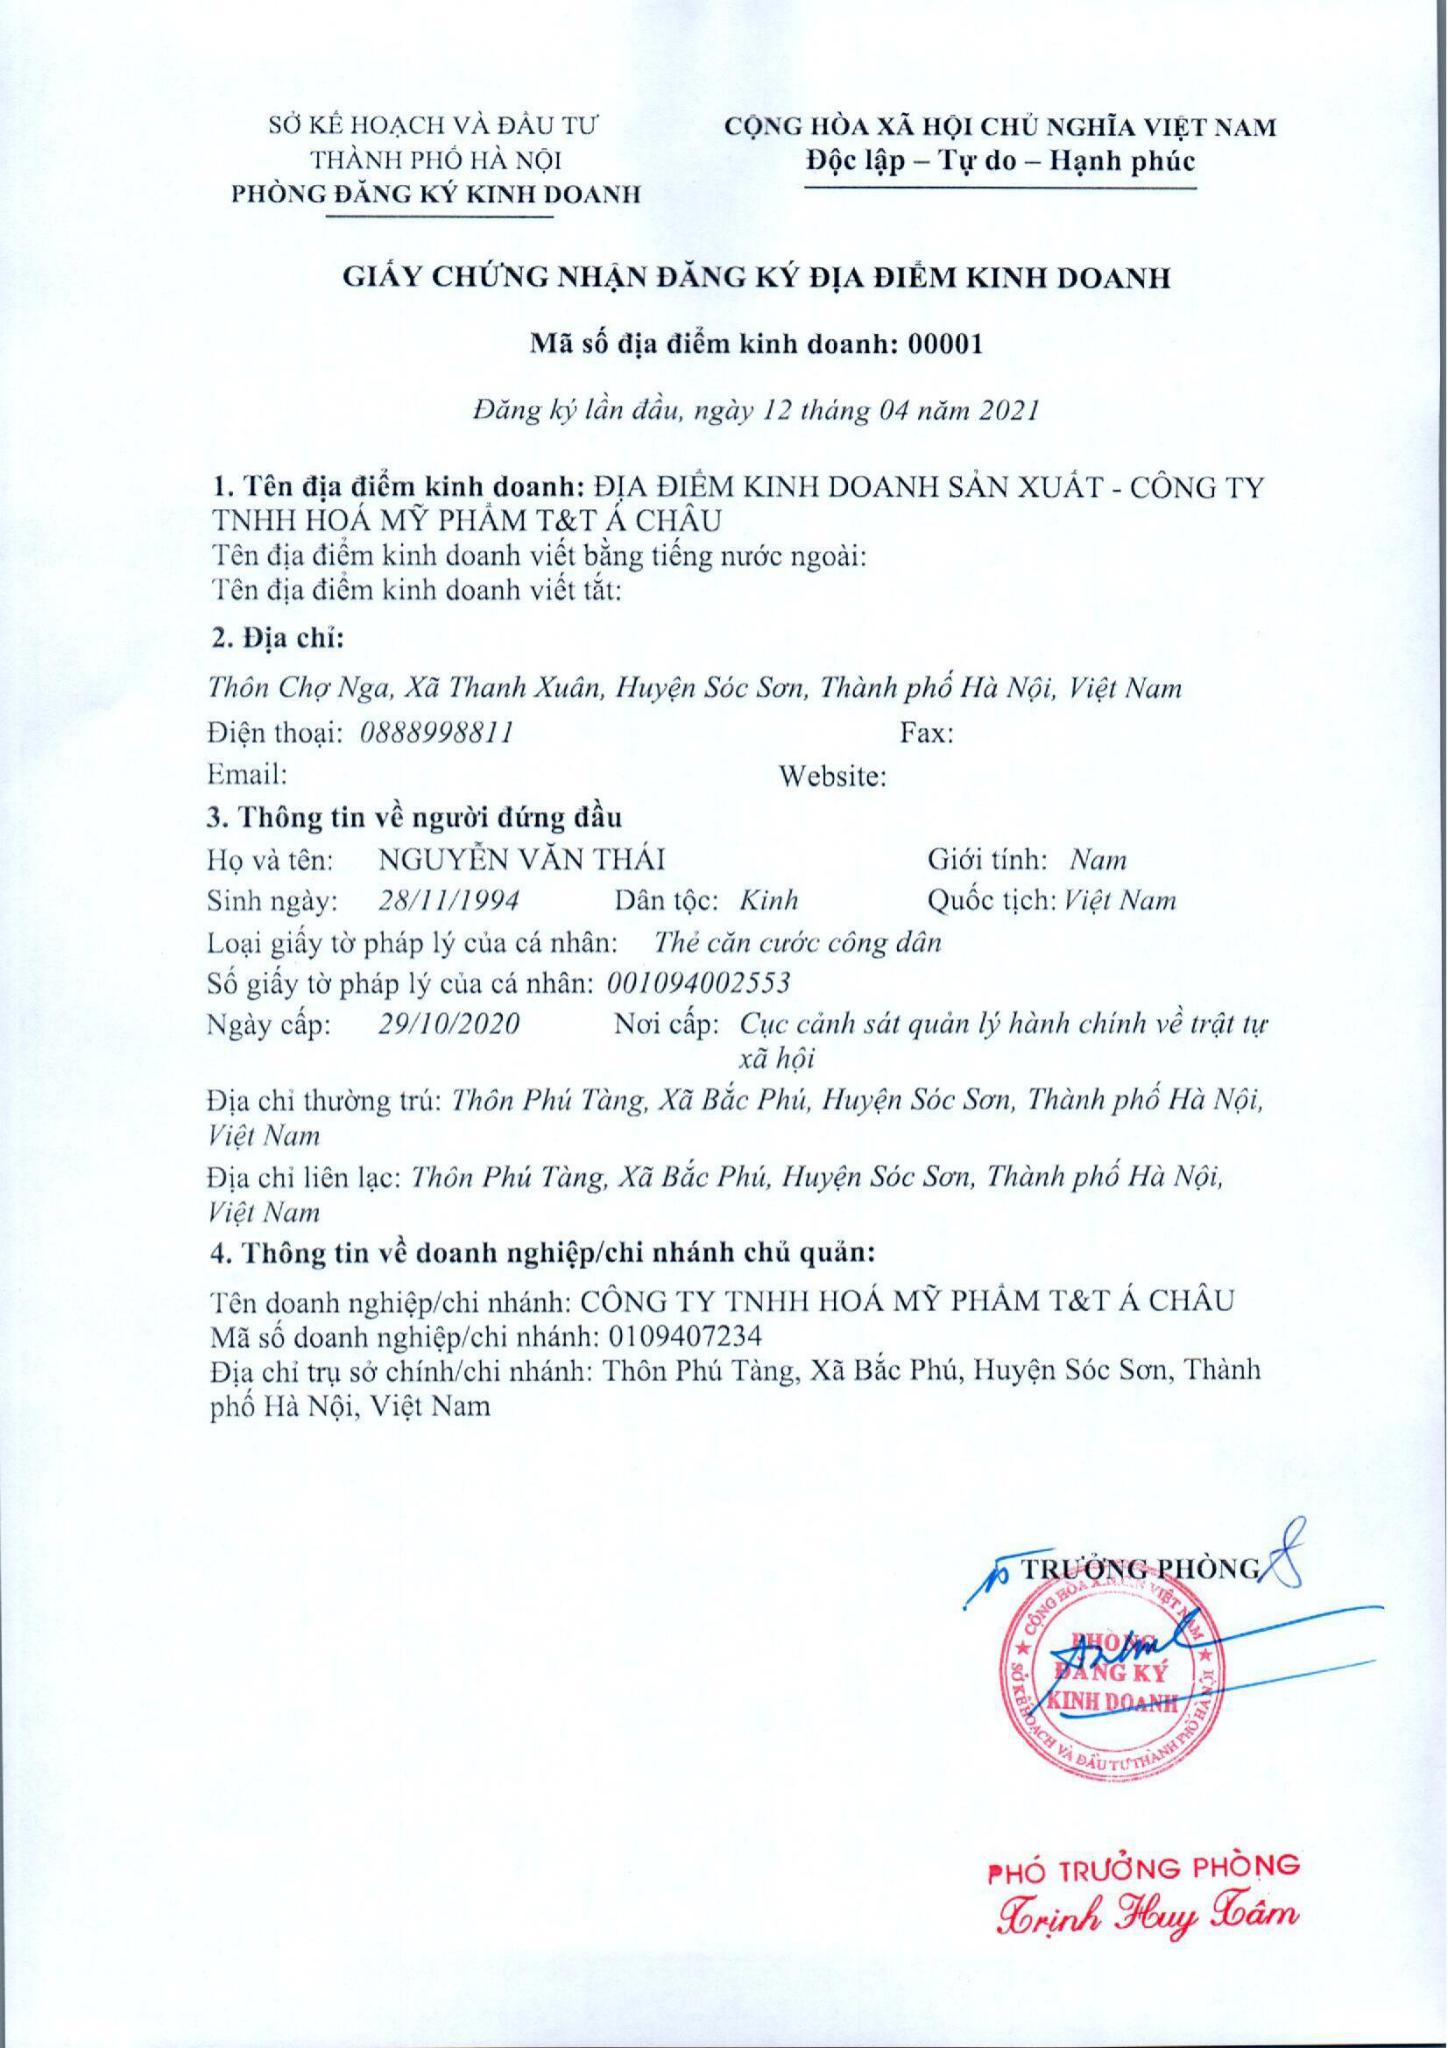 SỞ KẾ HOẠCH VÀ ĐẦU TƯ
THÀNH PHỐ HÀ NỘI
PHÒNG ĐĂNG KÝ KINH DOANH
CỘNG HÒA XÃ HỘI CHỦ NGHĨA VIỆT NAM
Độc lập – Tự do – Hạnh phúc
GIẤY CHỨNG NHẬN ĐĂNG KÝ ĐỊA ĐIỂM KINH DOANH
Mã số địa điểm kinh doanh: 00001
Đăng ký lần đầu, ngày 12 tháng 04 năm 2021
1. Tên địa điểm kinh doanh: ĐỊA ĐIỂM KINH DOANH SẢN XUẤT - CÔNG TY
TNHH HOÁ MỸ PHẨM T&T Á CHÂU
Tên địa điểm kinh doanh viết bằng tiếng nước ngoài:
Tên địa điểm kinh doanh viết tắt:
2. Địa chỉ:
Thôn Chợ Nga, Xã Thanh Xuân, Huyện Sóc Sơn, Thành phố Hà Nội, Việt Nam
Điện thoại: 0888998811 Fax:
Email: Website:
3. Thông tin về người đứng đầu
Họ và tên: NGUYỄN VĂN THÁI Giới tính: Nam
Sinh ngày: 28/11/1994 Dân tộc: Kinh Quốc tịch: Việt Nam
Loại giấy tờ pháp lý của cá nhân: Thẻ căn cước công dân
Số giấy tờ pháp lý của cá nhân: 001094002553
Ngày cấp: 29/10/2020 Nơi cấp: Cục cảnh sát quản lý hành chính về trật tự
xã hội
Địa chỉ thường trú: Thôn Phú Tàng, Xã Bắc Phú, Huyện Sóc Sơn, Thành phố Hà Nội,
Việt Nam
Địa chỉ liên lạc: Thôn Phú Tàng, Xã Bắc Phú, Huyện Sóc Sơn, Thành phố Hà Nội,
Việt Nam
4. Thông tin về doanh nghiệp/chi nhánh chủ quản:
Tên doanh nghiệp/chi nhánh: CÔNG TY TNHH HOÁ MỸ PHẨM T&T Á CHÂU
Mã số doanh nghiệp/chi nhánh: 0109407234
Địa chỉ trụ sở chính/chi nhánh: Thôn Phú Tàng, Xã Bắc Phú, Huyện Sóc Sơn, Thành
phố Hà Nội, Việt Nam
TRƯỞNG PHÒNG
CỘNG HÒA X.H.C.N VIỆT NAM
PHÒNG
ĐĂNG KÝ
KINH DOANH
SỞ KẾ HOẠCH VÀ ĐẦU TƯ THÀNH PHỐ HÀ NỘI
PHÓ TRƯỞNG PHÒNG
Trịnh Huy Tâm